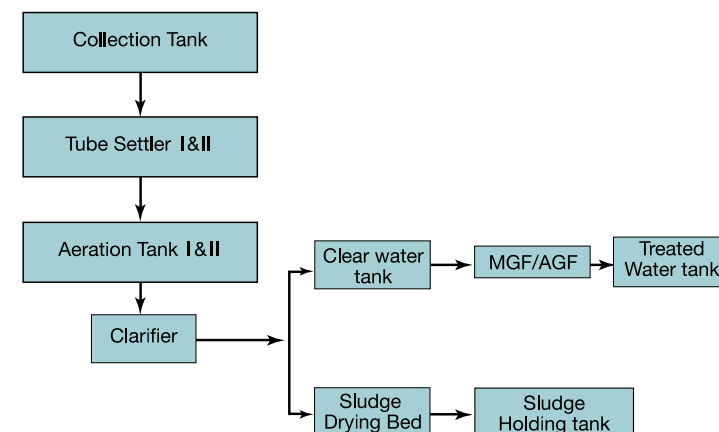 Collection Tank
Tube Settler I&II
Aeration Tank I&II
Clarifier
Clear water
tank
MGF/AGF
Treated
Water tank
Sludge
Drying Bed
Sludge
Holding tank